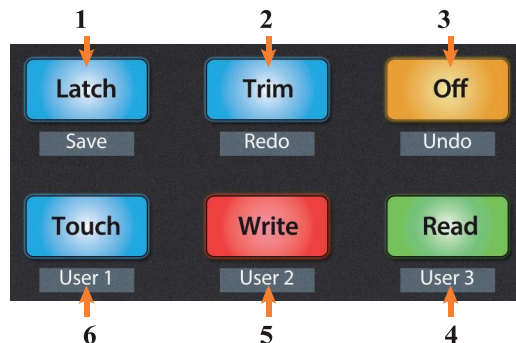 1 2 3
Latch Trim Off
Save Redo Undo
Touch Write Read
User 1 User 2 User 3
6 5 4